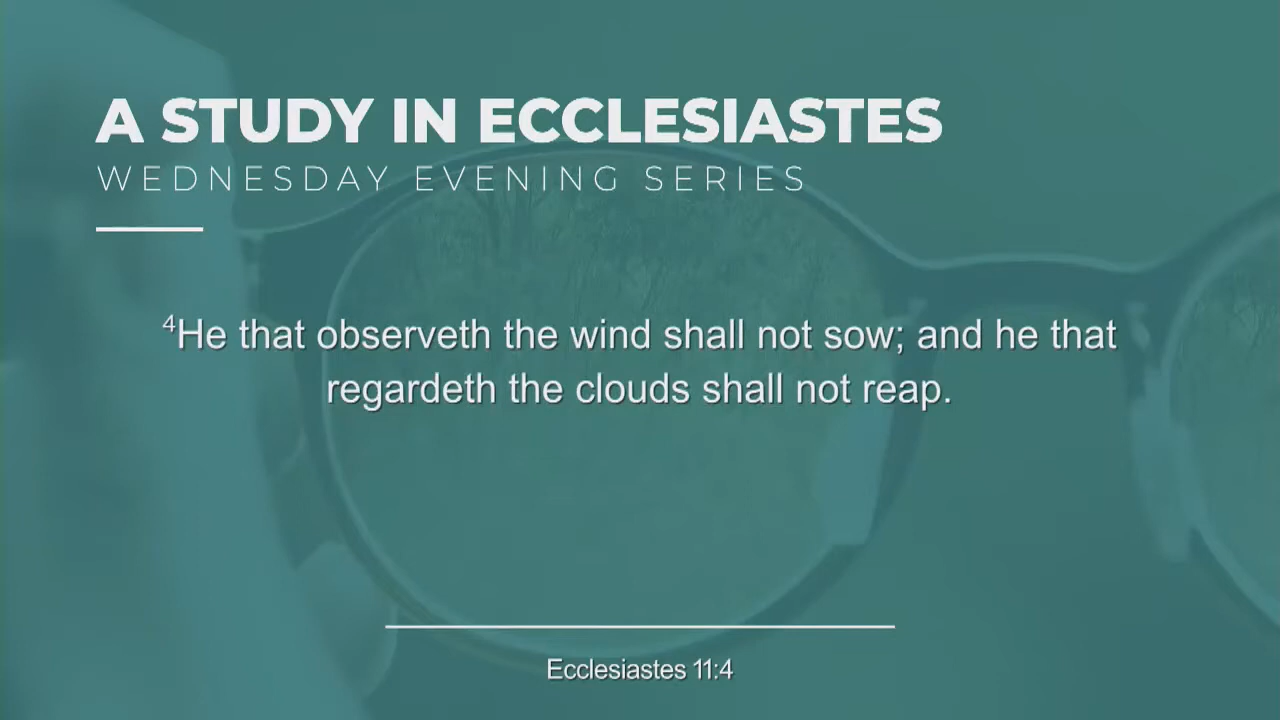 A STUDY IN ECCLESIASTES
WEDNESDAY EVENING SERIES
4He that observeth the wind shall not sow; and he that
regardeth the clouds shall not reap.
Ecclesiastes 11:4